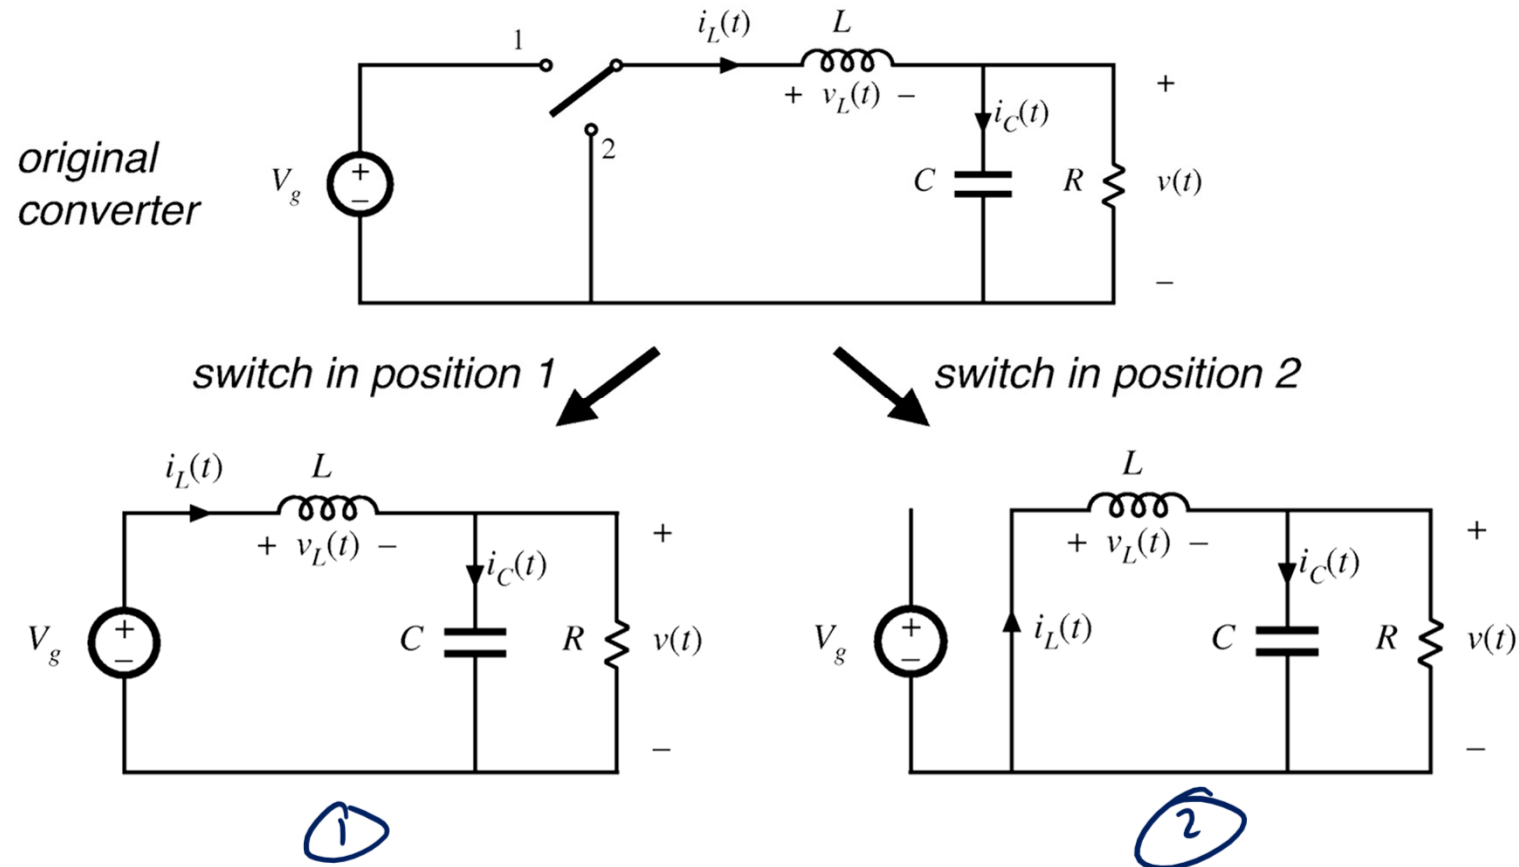 1
i_L(t)
L
+ v_L(t) −
i_C(t)
+
original
converter
V_g
+
−
2
C
R
v(t)
−
switch in position 1
switch in position 2
i_L(t)
L
+ v_L(t) −
i_C(t)
+
V_g
+
−
C
R
v(t)
−
L
+ v_L(t) −
i_C(t)
+
V_g
+
−
i_L(t)
C
R
v(t)
−
1
2